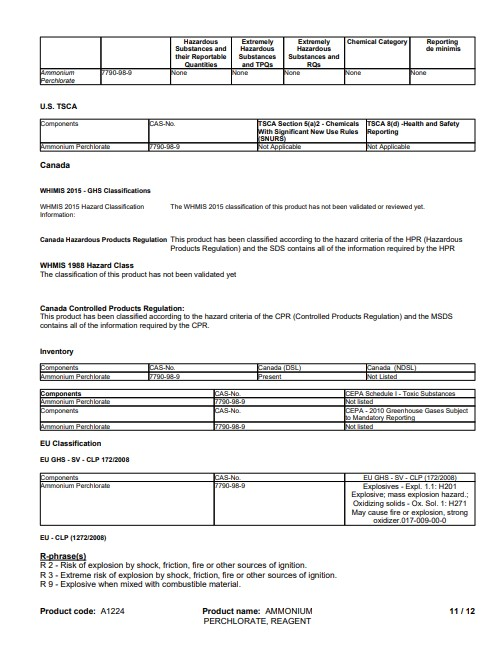 Hazardous Substances and their Reportable Quantities | Extremely Hazardous Substances and TPQs | Extremely Hazardous Substances and RQs | Chemical Category | Reporting de minimis
Ammonium Perchlorate | 7790-98-9 | None | None | None | None | None
U.S. TSCA
Components | CAS-No. | TSCA Section 5(a)2 - Chemicals With Significant New Use Rules (SNURS) | TSCA 8(d) -Health and Safety Reporting
Ammonium Perchlorate | 7790-98-9 | Not Applicable | Not Applicable
Canada
WHIMIS 2015 - GHS Classifications
WHMIS 2015 Hazard Classification Information: The WHMIS 2015 classification of this product has not been validated or reviewed yet.
Canada Hazardous Products Regulation This product has been classified according to the hazard criteria of the HPR (Hazardous
Products Regulation) and the SDS contains all of the information required by the HPR
WHMIS 1988 Hazard Class
The classification of this product has not been validated yet
Canada Controlled Products Regulation:
This product has been classified according to the hazard criteria of the CPR (Controlled Products Regulation) and the MSDS
contains all of the information required by the CPR.
Inventory
Components | CAS-No. | Canada (DSL) | Canada (NDSL)
Ammonium Perchlorate | 7790-98-9 | Present | Not Listed
Components | CAS-No. | CEPA Schedule I - Toxic Substances
Ammonium Perchlorate | 7790-98-9 | Not listed
Components | CAS-No. | CEPA - 2010 Greenhouse Gases Subject to Mandatory Reporting
Ammonium Perchlorate | 7790-98-9 | Not listed
EU Classification
EU GHS - SV - CLP 172/2008
Components | CAS-No. | EU GHS - SV - CLP (172/2008)
Ammonium Perchlorate | 7790-98-9 | Explosives - Expl. 1.1: H201
Explosive; mass explosion hazard.;
Oxidizing solids - Ox. Sol. 1: H271
May cause fire or explosion, strong
oxidizer.017-009-00-0
EU - CLP (1272/2008)
R-phrase(s)
R 2 - Risk of explosion by shock, friction, fire or other sources of ignition.
R 3 - Extreme risk of explosion by shock, friction, fire or other sources of ignition.
R 9 - Explosive when mixed with combustible material.
Product code: A1224 Product name: AMMONIUM PERCHLORATE, REAGENT 11 / 12